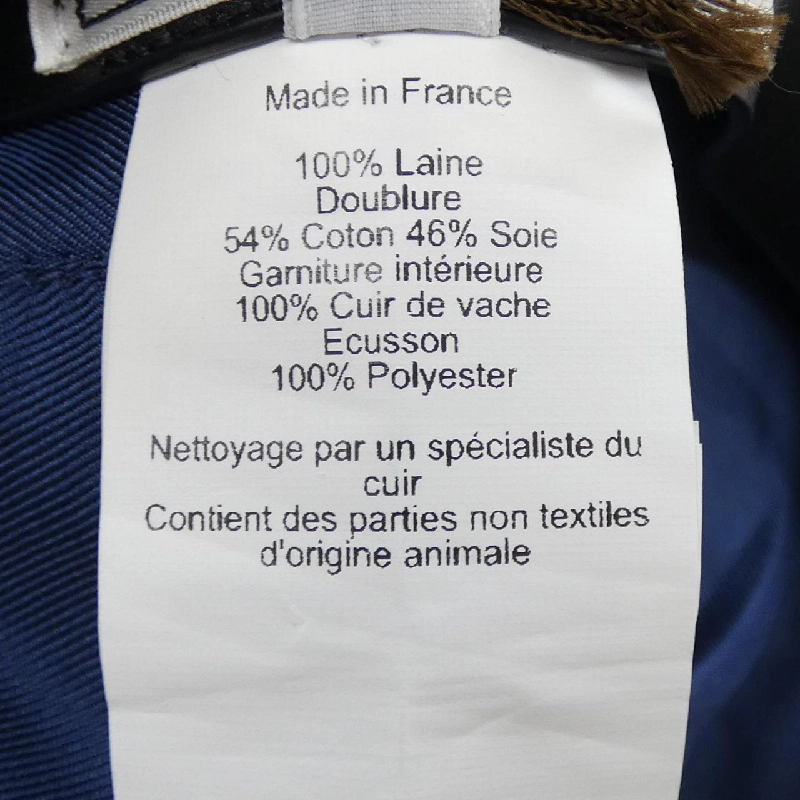 Made in France
100% Laine
Doublure
54% Coton 46% Soie
Garniture intérieure
100% Cuir de vache
Ecusson
100% Polyester
Nettoyage par un spécialiste du
cuir
Contient des parties non textiles
d'origine animale